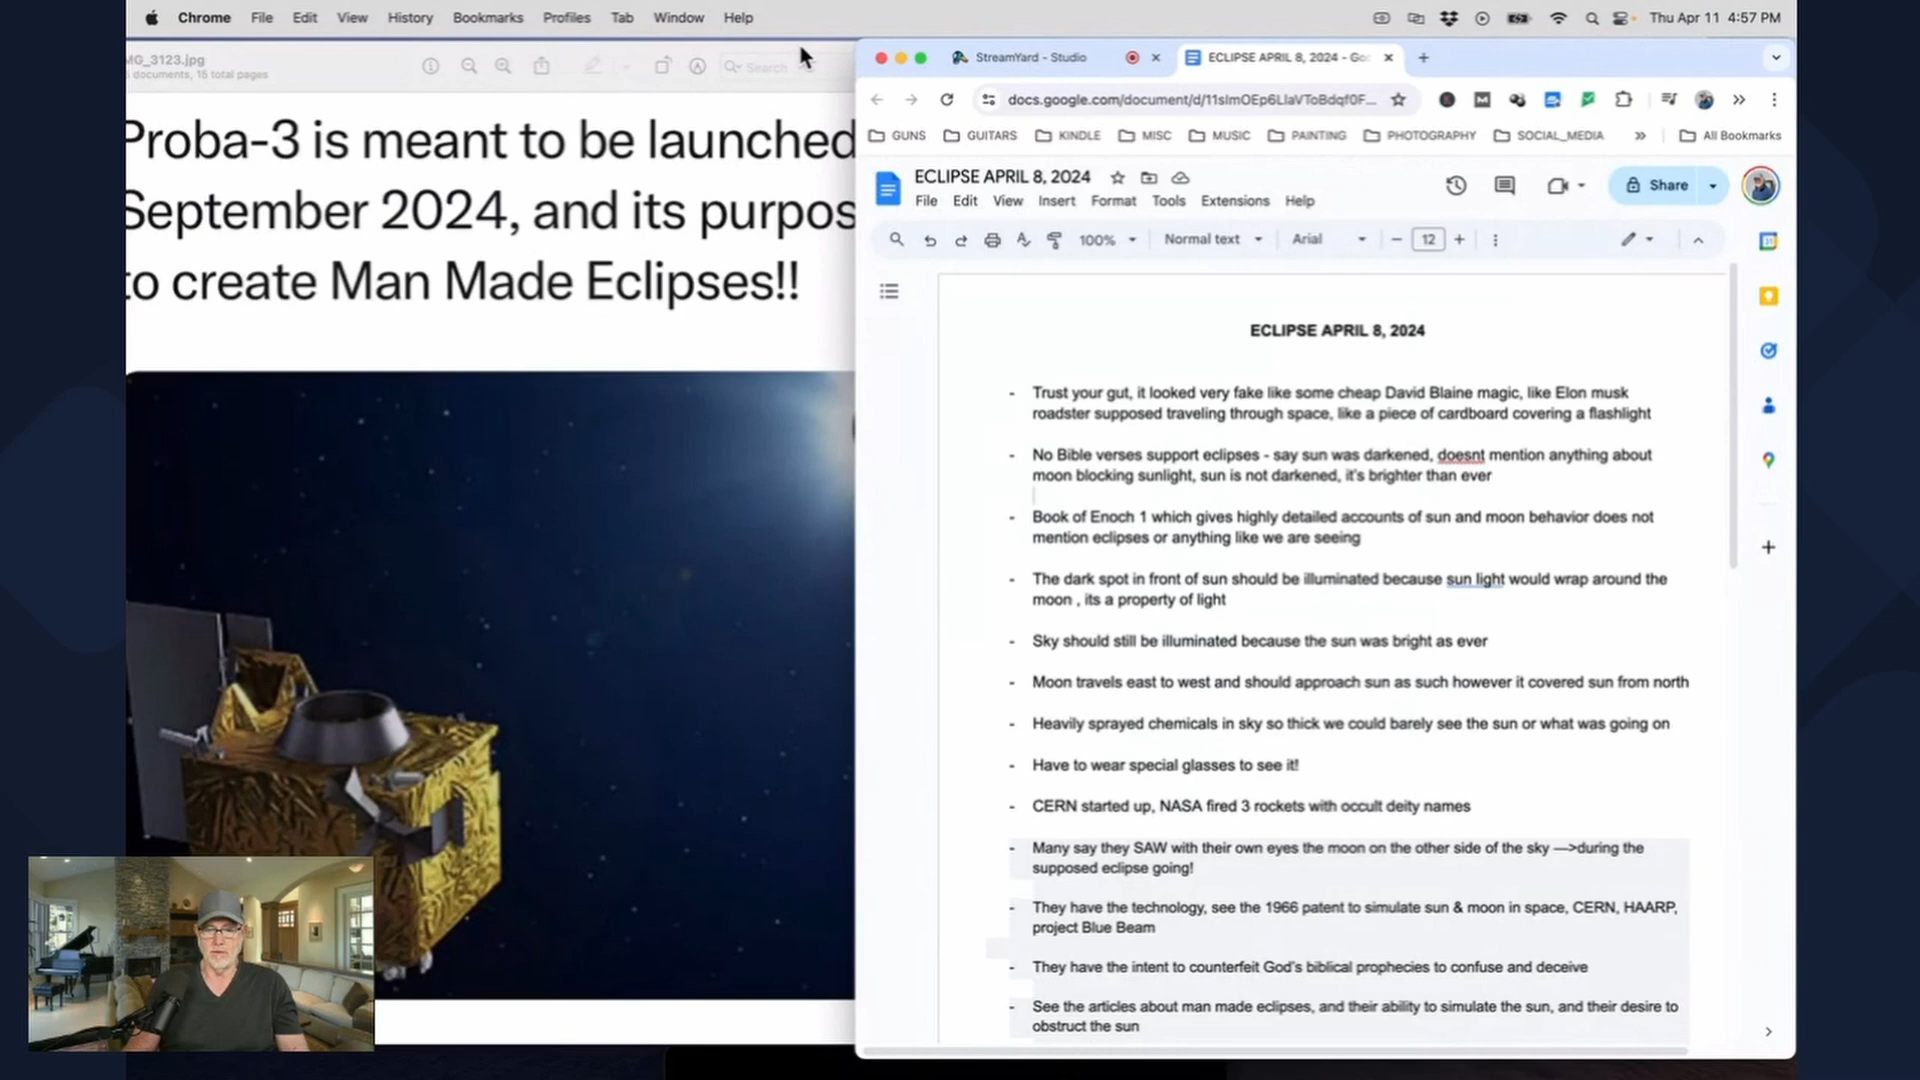 Chrome File Edit View History Bookmarks Profiles Tab Window Help
Thu Apr 11 4:57 PM
MG_3123.jpg
documents, 15 total pages
Search
Proba-3 is meant to be launched
September 2024, and its purpos
to create Man Made Eclipses!!
StreamYard - Studio
ECLIPSE APRIL 8, 2024 - Go
docs.google.com/document/d/11slmOEp6LlaVToBdqf0F...
GUNS GUITARS KINDLE MISC MUSIC PAINTING PHOTOGRAPHY SOCIAL_MEDIA » All Bookmarks
ECLIPSE APRIL 8, 2024
Share
File Edit View Insert Format Tools Extensions Help
100% Normal text Arial − 12 +
ECLIPSE APRIL 8, 2024
- Trust your gut, it looked very fake like some cheap David Blaine magic, like Elon musk
roadster supposed traveling through space, like a piece of cardboard covering a flashlight
- No Bible verses support eclipses - say sun was darkened, doesnt mention anything about
moon blocking sunlight, sun is not darkened, it's brighter than ever
- Book of Enoch 1 which gives highly detailed accounts of sun and moon behavior does not
mention eclipses or anything like we are seeing
- The dark spot in front of sun should be illuminated because sun light would wrap around the
moon , its a property of light
- Sky should still be illuminated because the sun was bright as ever
- Moon travels east to west and should approach sun as such however it covered sun from north
- Heavily sprayed chemicals in sky so thick we could barely see the sun or what was going on
- Have to wear special glasses to see it!
- CERN started up, NASA fired 3 rockets with occult deity names
- Many say they SAW with their own eyes the moon on the other side of the sky —>during the
supposed eclipse going!
- They have the technology, see the 1966 patent to simulate sun & moon in space, CERN, HAARP,
project Blue Beam
- They have the intent to counterfeit God's biblical prophecies to confuse and deceive
- See the articles about man made eclipses, and their ability to simulate the sun, and their desire to
obstruct the sun